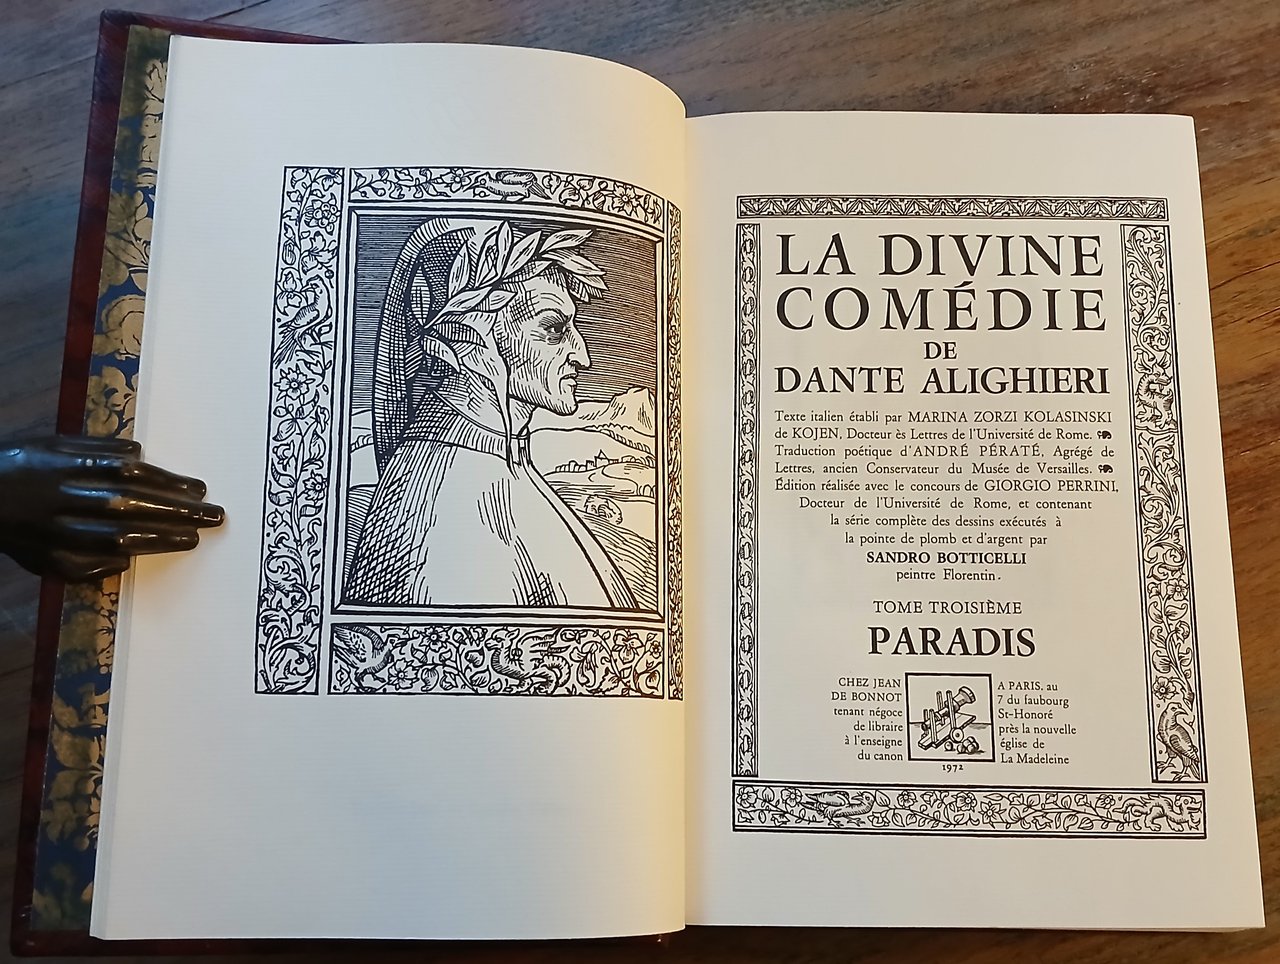 LA DIVINE
COMÉDIE
DE
DANTE ALIGHIERI
Texte italien établi par MARINA ZORZI KOLASINSKI
de KOJEN, Docteur ès Lettres de l'Université de Rome.
Traduction poétique d'ANDRÉ PÉRATÉ, Agrégé de
Lettres, ancien Conservateur du Musée de Versailles.
Édition réalisée avec le concours de GIORGIO PERRINI,
Docteur de l'Université de Rome, et contenant
la série complète des dessins exécutés à
la pointe de plomb et d'argent par
SANDRO BOTTICELLI
peintre Florentin.
TOME TROISIÈME
PARADIS
CHEZ JEAN
DE BONNOT
tenant négoce
de libraire
à l'enseigne
du canon
1972
A PARIS. au
7 du faubourg
St-Honoré
près la nouvelle
église de
La Madeleine